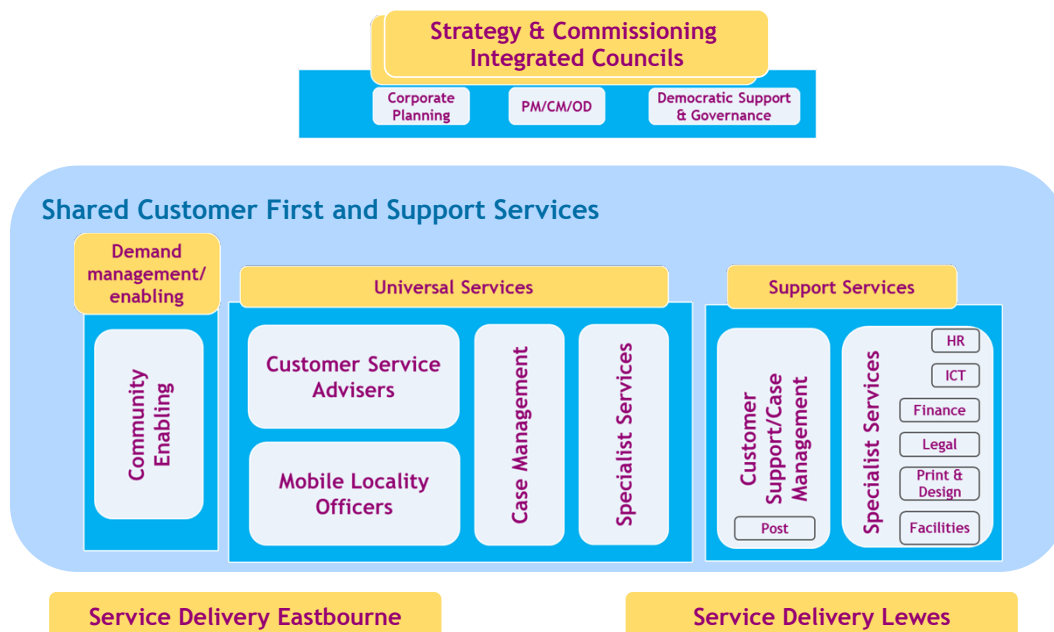 Strategy & Commissioning
Integrated Councils
Corporate
Planning
PM/CM/OD
Democratic Support
& Governance
Shared Customer First and Support Services
Demand
management/
enabling
Universal Services
Support Services
Community
Enabling
Customer Service
Advisers
Mobile Locality
Officers
Case Management
Specialist Services
Customer
Support/Case
Management
Post
Specialist Services
HR
ICT
Finance
Legal
Print &
Design
Facilities
Service Delivery Eastbourne
Service Delivery Lewes